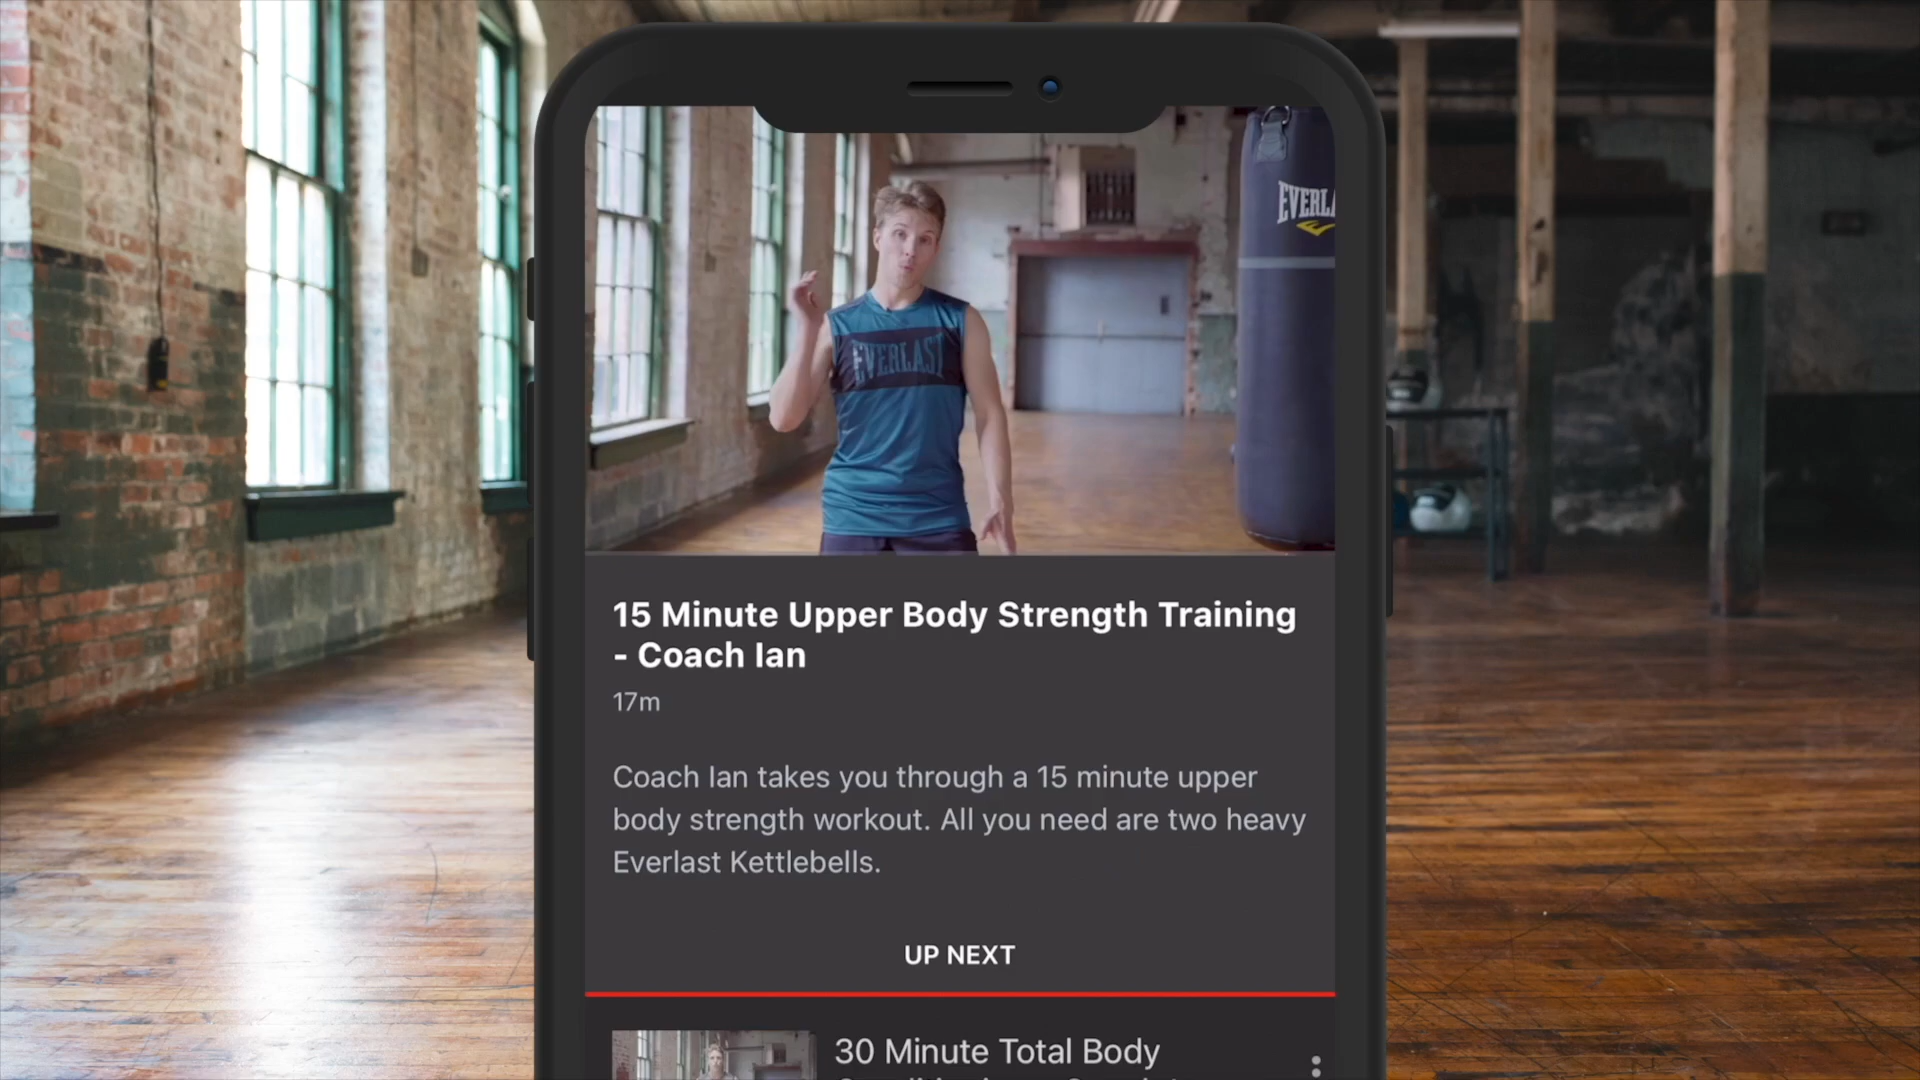 EVERLAST
15 Minute Upper Body Strength Training
- Coach Ian
17m
Coach Ian takes you through a 15 minute upper
body strength workout. All you need are two heavy
Everlast Kettlebells.
UP NEXT
30 Minute Total Body